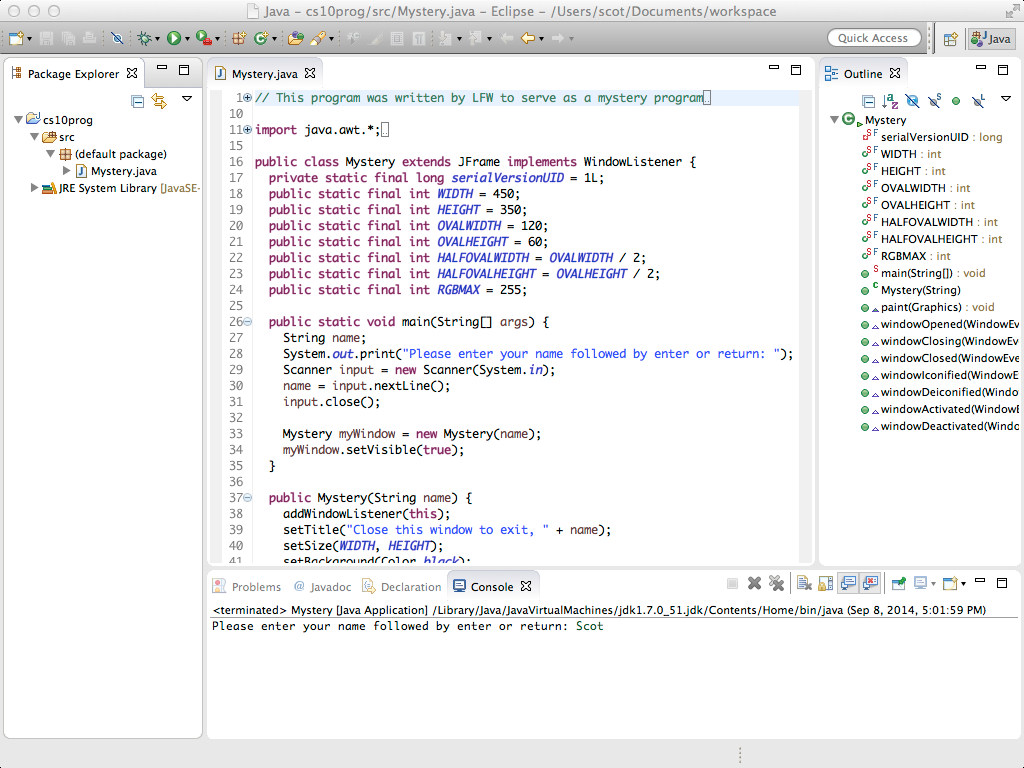 Java – cs10prog/src/Mystery.java – Eclipse – /Users/scot/Documents/workspace
Quick Access
Java
Package Explorer
cs10prog
src
(default package)
Mystery.java
JRE System Library [JavaSE-
Mystery.java
1 // This program was written by LFW to serve as a mystery program
10
11 import java.awt.*;
15
16 public class Mystery extends JFrame implements WindowListener {
17 private static final long serialVersionUID = 1L;
18 public static final int WIDTH = 450;
19 public static final int HEIGHT = 350;
20 public static final int OVALWIDTH = 120;
21 public static final int OVALHEIGHT = 60;
22 public static final int HALFOVALWIDTH = OVALWIDTH / 2;
23 public static final int HALFOVALHEIGHT = OVALHEIGHT / 2;
24 public static final int RGBMAX = 255;
25
26 public static void main(String[] args) {
27 String name;
28 System.out.print("Please enter your name followed by enter or return: ");
29 Scanner input = new Scanner(System.in);
30 name = input.nextLine();
31 input.close();
32
33 Mystery myWindow = new Mystery(name);
34 myWindow.setVisible(true);
35 }
36
37 public Mystery(String name) {
38 addWindowListener(this);
39 setTitle("Close this window to exit, " + name);
40 setSize(WIDTH, HEIGHT);
41 setBackground(Color.black);
Outline
Mystery
serialVersionUID : long
WIDTH : int
HEIGHT : int
OVALWIDTH : int
OVALHEIGHT : int
HALFOVALWIDTH : int
HALFOVALHEIGHT : int
RGBMAX : int
main(String[]) : void
Mystery(String)
paint(Graphics) : void
windowOpened(WindowEv
windowClosing(WindowEv
windowClosed(WindowEve
windowIconified(WindowE
windowDeiconified(Windo
windowActivated(WindowE
windowDeactivated(Windo
Problems @ Javadoc Declaration Console
<terminated> Mystery [Java Application] /Library/Java/JavaVirtualMachines/jdk1.7.0_51.jdk/Contents/Home/bin/java (Sep 8, 2014, 5:01:59 PM)
Please enter your name followed by enter or return: Scot